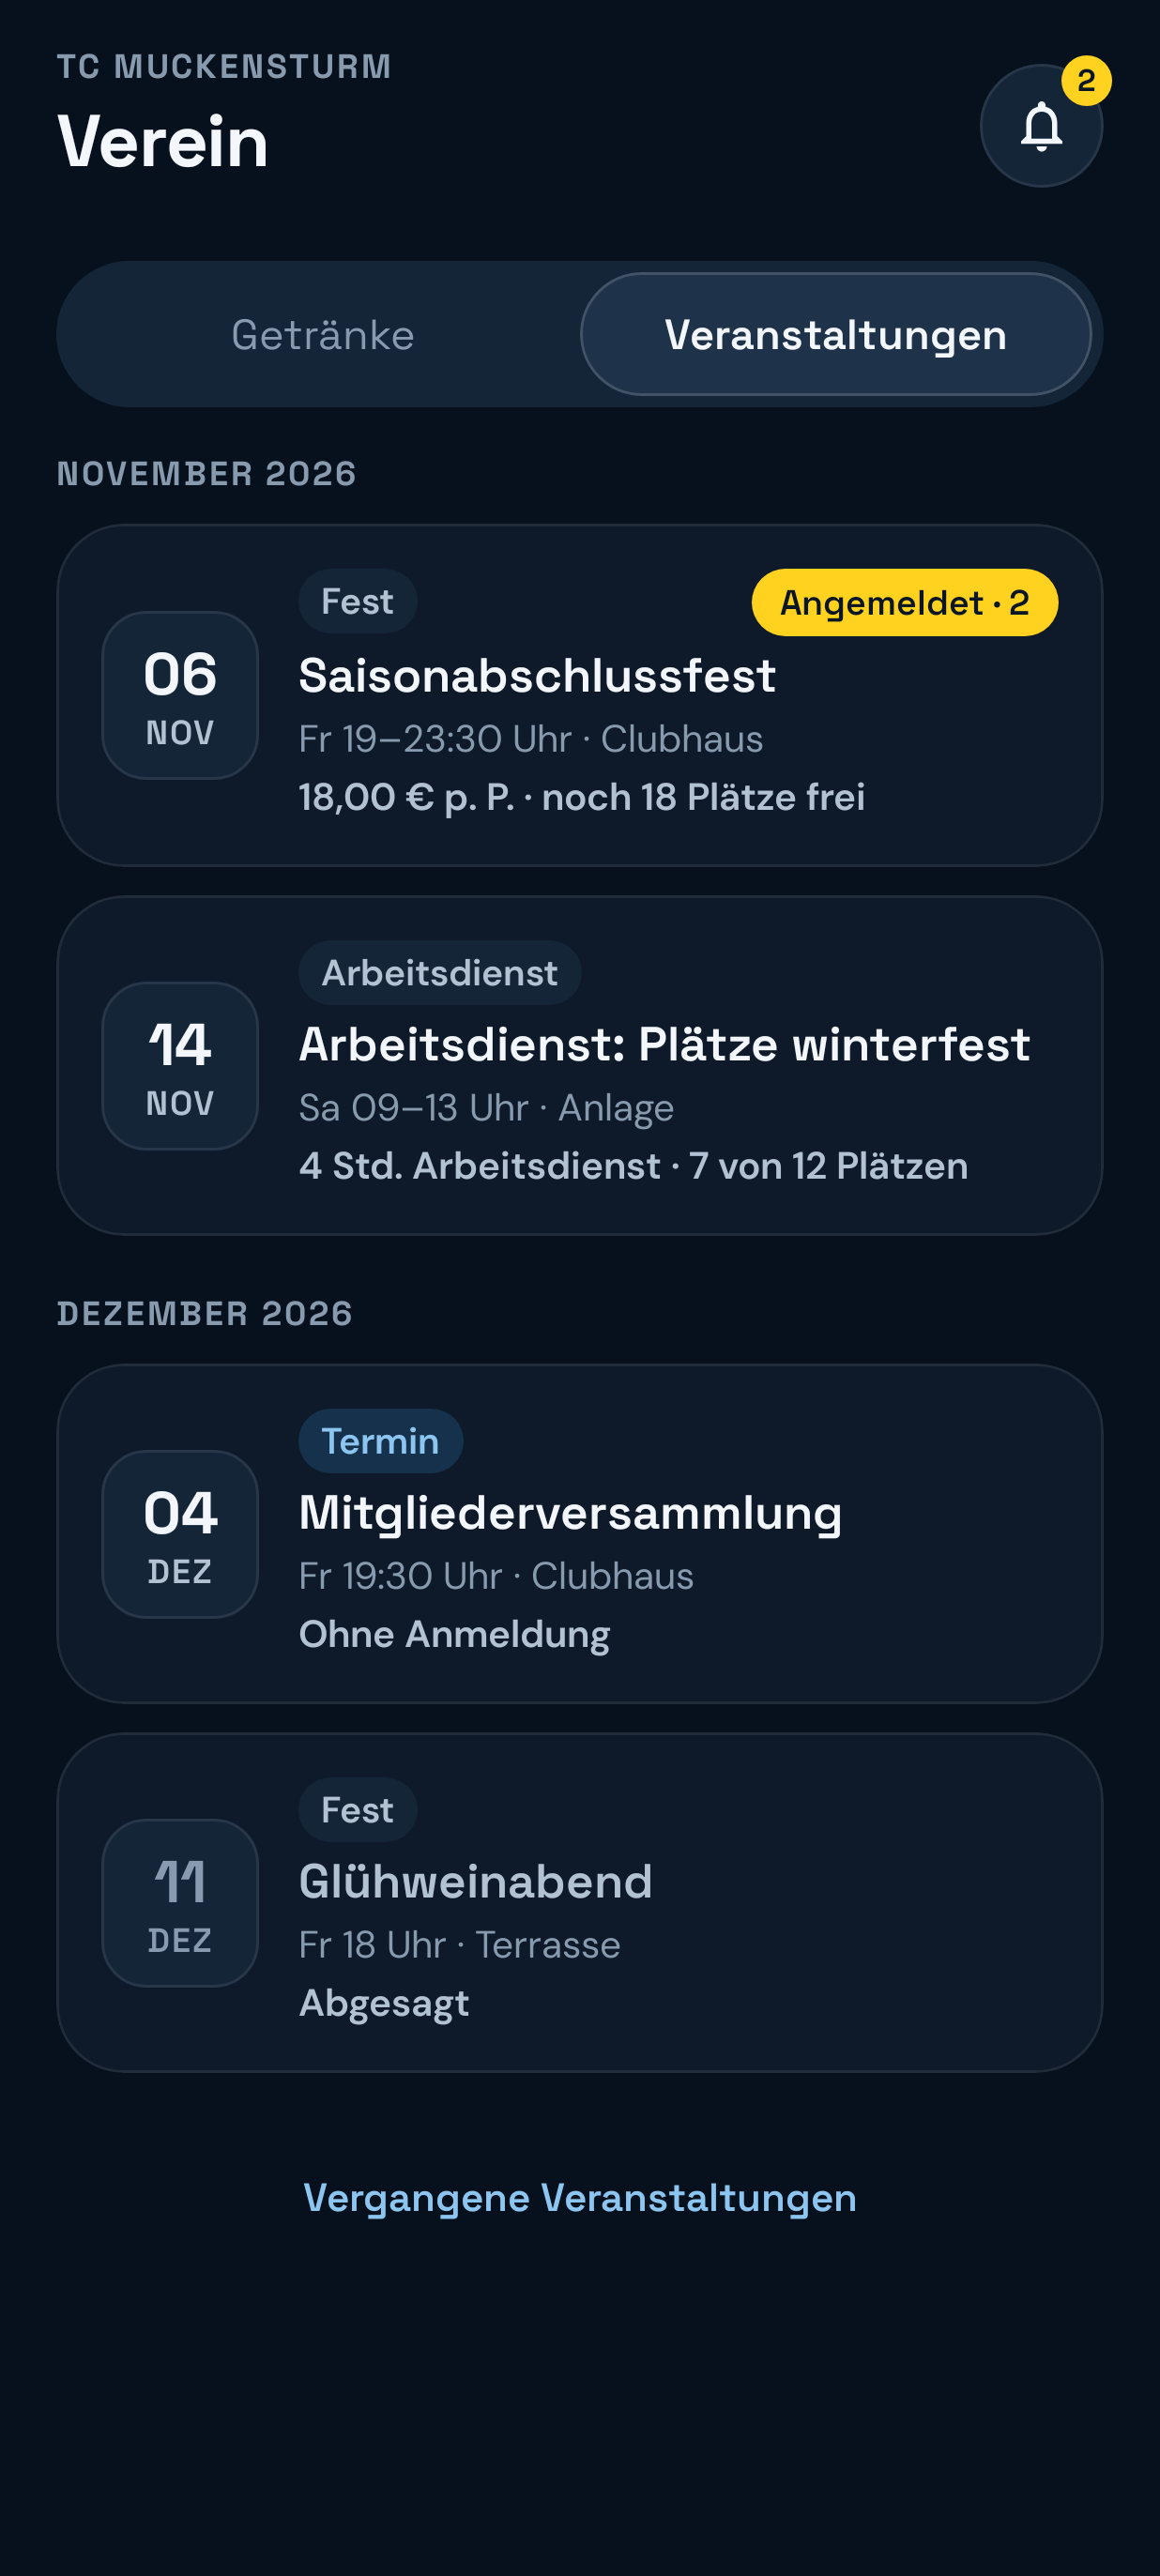 TC MUCKENSTURM
Verein
2
Getränke
Veranstaltungen
NOVEMBER 2026
06
NOV
Fest
Angemeldet · 2
Saisonabschlussfest
Fr 19–23:30 Uhr · Clubhaus
18,00 € p. P. · noch 18 Plätze frei
14
NOV
Arbeitsdienst
Arbeitsdienst: Plätze winterfest
Sa 09–13 Uhr · Anlage
4 Std. Arbeitsdienst · 7 von 12 Plätzen
DEZEMBER 2026
04
DEZ
Termin
Mitgliederversammlung
Fr 19:30 Uhr · Clubhaus
Ohne Anmeldung
11
DEZ
Fest
Glühweinabend
Fr 18 Uhr · Terrasse
Abgesagt
Vergangene Veranstaltungen